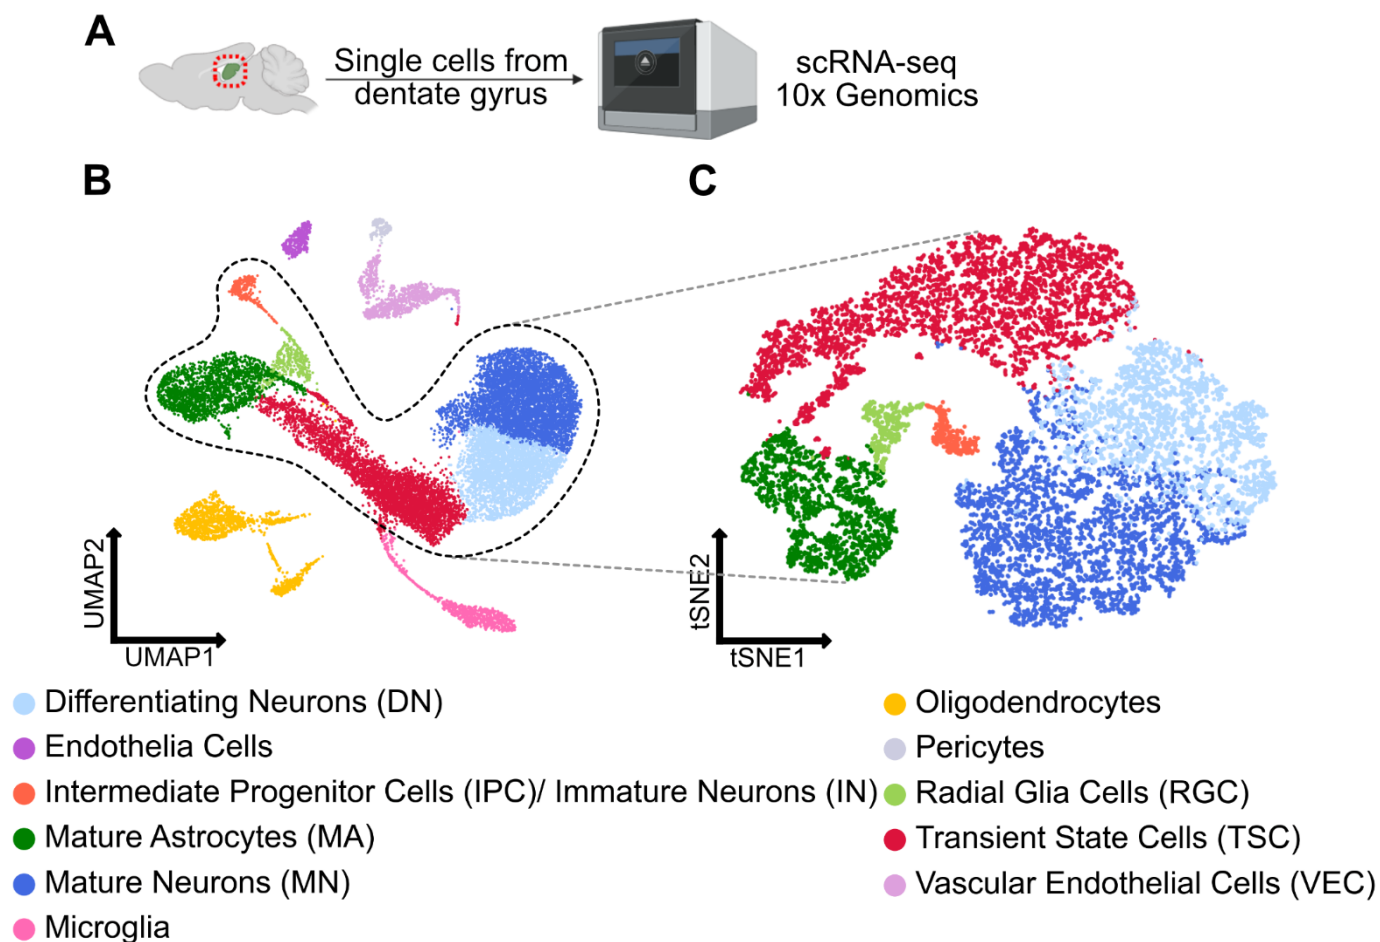 A
Single cells from
dentate gyrus
scRNA-seq
10x Genomics
B
C
UMAP2
UMAP1
tSNE2
tSNE1
Differentiating Neurons (DN)
Endothelia Cells
Intermediate Progenitor Cells (IPC)/ Immature Neurons (IN)
Mature Astrocytes (MA)
Mature Neurons (MN)
Microglia
Oligodendrocytes
Pericytes
Radial Glia Cells (RGC)
Transient State Cells (TSC)
Vascular Endothelial Cells (VEC)